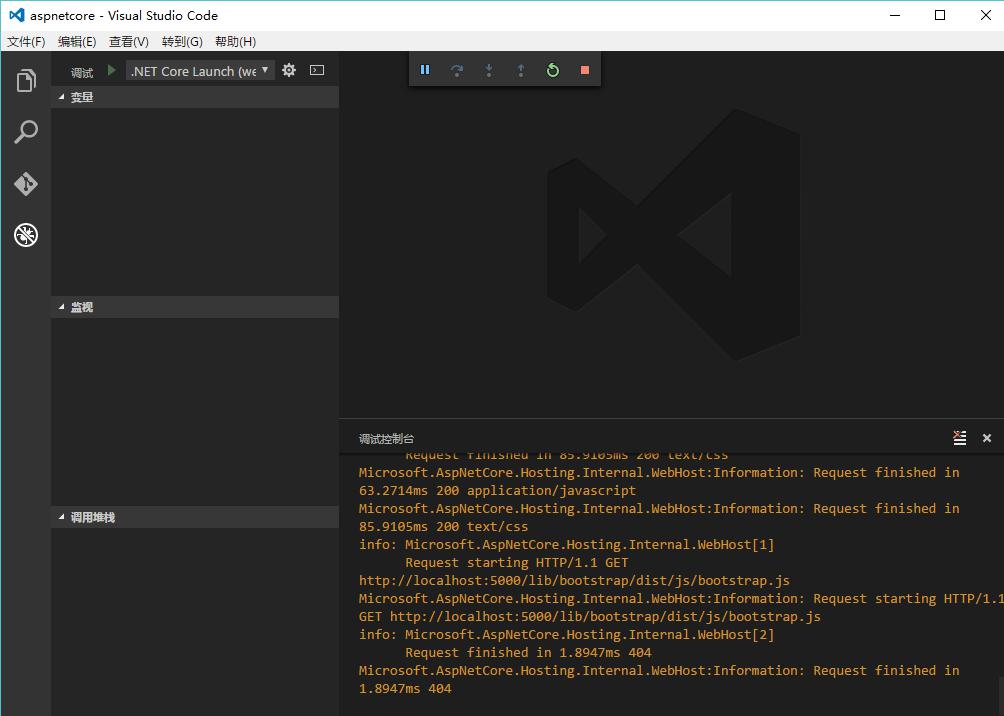 aspnetcore - Visual Studio Code
文件(F) 编辑(E) 查看(V) 转到(G) 帮助(H)
调试 .NET Core Launch (we
变量
监视
调用堆栈
调试控制台
Request finished in 85.9105ms 200 text/css
Microsoft.AspNetCore.Hosting.Internal.WebHost:Information: Request finished in
63.2714ms 200 application/javascript
Microsoft.AspNetCore.Hosting.Internal.WebHost:Information: Request finished in
85.9105ms 200 text/css
info: Microsoft.AspNetCore.Hosting.Internal.WebHost[1]
Request starting HTTP/1.1 GET
http://localhost:5000/lib/bootstrap/dist/js/bootstrap.js
Microsoft.AspNetCore.Hosting.Internal.WebHost:Information: Request starting HTTP/1.1
GET http://localhost:5000/lib/bootstrap/dist/js/bootstrap.js
info: Microsoft.AspNetCore.Hosting.Internal.WebHost[2]
Request finished in 1.8947ms 404
Microsoft.AspNetCore.Hosting.Internal.WebHost:Information: Request finished in
1.8947ms 404